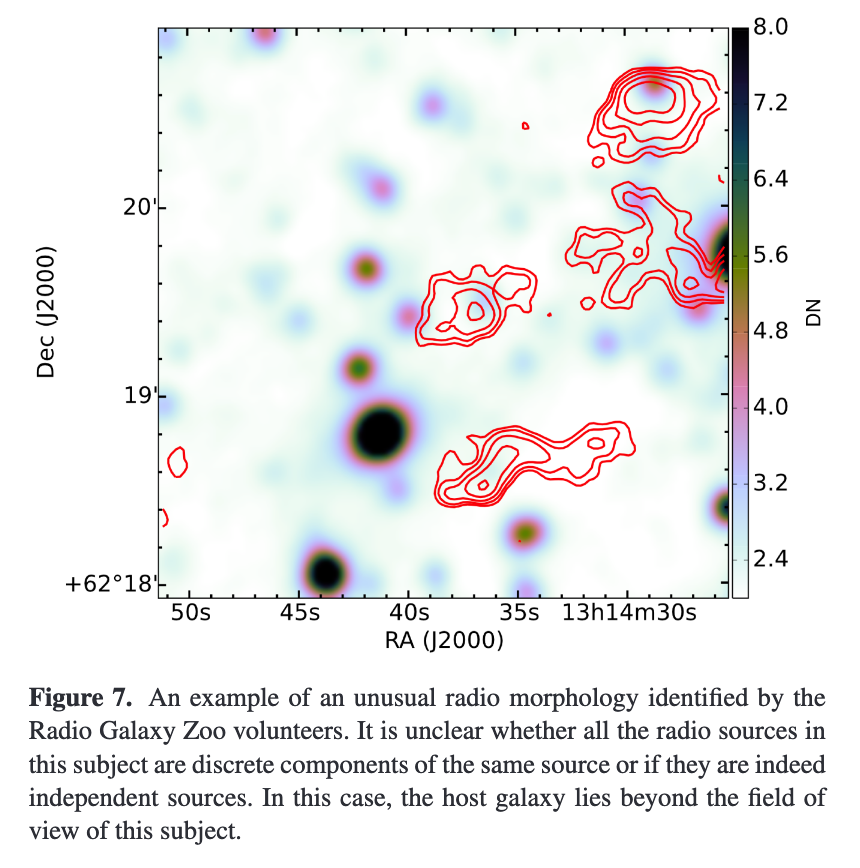 8.0
7.2
6.4
5.6
4.8
4.0
3.2
2.4
DN
20'
19'
+62°18'
Dec (J2000)
50s 45s 40s 35s 13h14m30s
RA (J2000)
Figure 7. An example of an unusual radio morphology identified by the
Radio Galaxy Zoo volunteers. It is unclear whether all the radio sources in
this subject are discrete components of the same source or if they are indeed
independent sources. In this case, the host galaxy lies beyond the field of
view of this subject.